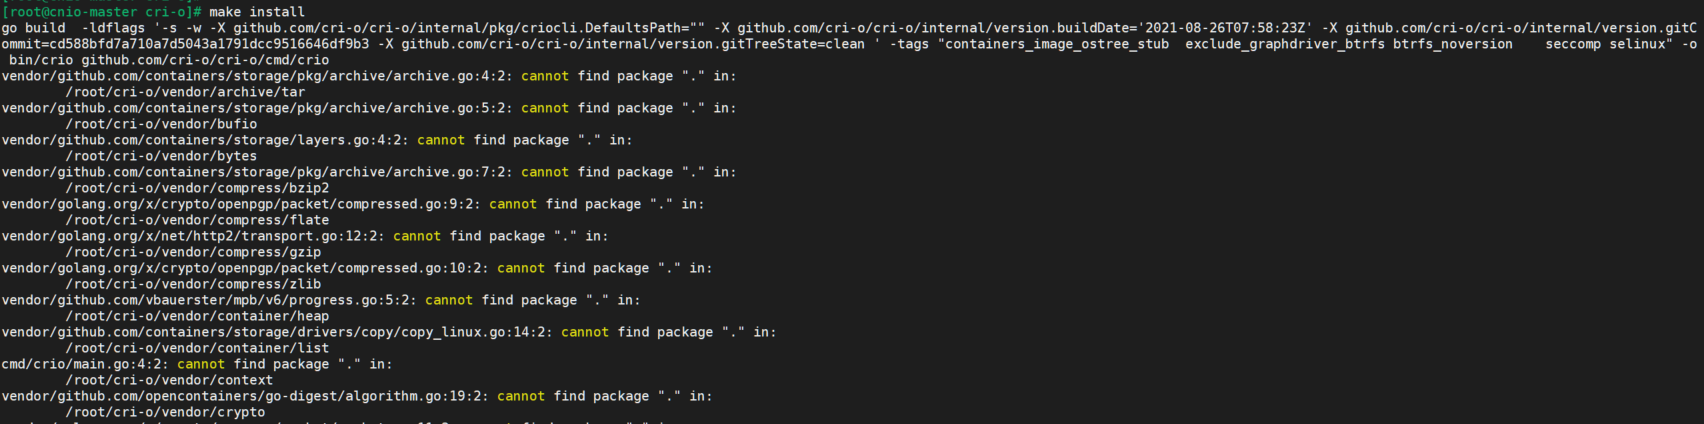 [root@cnio-master cri-o]# make install
go build  -ldflags '-s -w -X github.com/cri-o/cri-o/internal/pkg/criocli.DefaultsPath="" -X github.com/cri-o/cri-o/internal/version.buildDate='2021-08-26T07:58:23Z' -X github.com/cri-o/cri-o/internal/version.gitC
ommit=cd588bfd7a710a7d5043a1791dcc9516646df9b3 -X github.com/cri-o/cri-o/internal/version.gitTreeState=clean ' -tags "containers_image_ostree_stub  exclude_graphdriver_btrfs btrfs_noversion    seccomp selinux" -o
 bin/crio github.com/cri-o/cri-o/cmd/crio
vendor/github.com/containers/storage/pkg/archive/archive.go:4:2: cannot find package "." in:
        /root/cri-o/vendor/archive/tar
vendor/github.com/containers/storage/pkg/archive/archive.go:5:2: cannot find package "." in:
        /root/cri-o/vendor/bufio
vendor/github.com/containers/storage/layers.go:4:2: cannot find package "." in:
        /root/cri-o/vendor/bytes
vendor/github.com/containers/storage/pkg/archive/archive.go:7:2: cannot find package "." in:
        /root/cri-o/vendor/compress/bzip2
vendor/golang.org/x/crypto/openpgp/packet/compressed.go:9:2: cannot find package "." in:
        /root/cri-o/vendor/compress/flate
vendor/golang.org/x/net/http2/transport.go:12:2: cannot find package "." in:
        /root/cri-o/vendor/compress/gzip
vendor/golang.org/x/crypto/openpgp/packet/compressed.go:10:2: cannot find package "." in:
        /root/cri-o/vendor/compress/zlib
vendor/github.com/vbauerster/mpb/v6/progress.go:5:2: cannot find package "." in:
        /root/cri-o/vendor/container/heap
vendor/github.com/containers/storage/drivers/copy/copy_linux.go:14:2: cannot find package "." in:
        /root/cri-o/vendor/container/list
cmd/crio/main.go:4:2: cannot find package "." in:
        /root/cri-o/vendor/context
vendor/github.com/opencontainers/go-digest/algorithm.go:19:2: cannot find package "." in:
        /root/cri-o/vendor/crypto